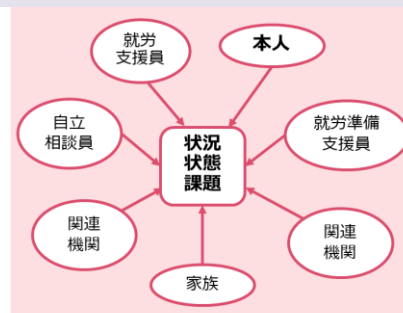 就労
支援員
本人
自立
相談員
状況
状態
課題
就労準備
支援員
関連
機関
関連
機関
家族